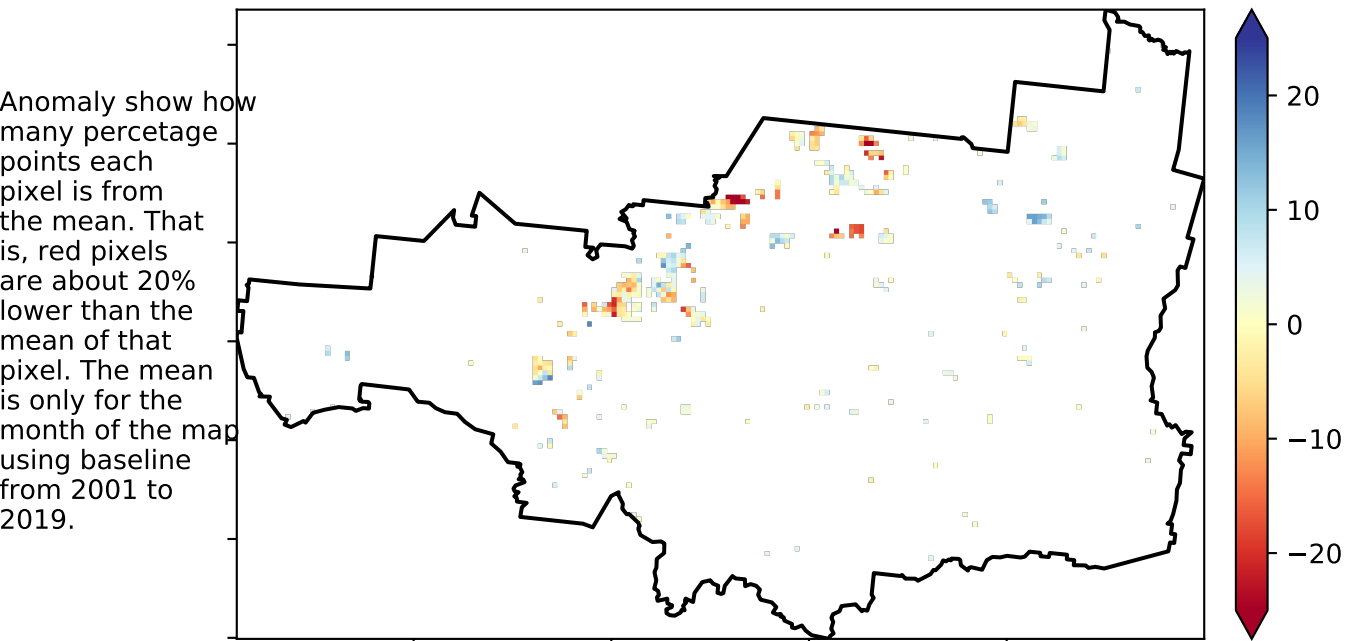 Anomaly show how
many percetage
points each
pixel is from
the mean. That
is, red pixels
are about 20%
lower than the
mean of that
pixel. The mean
is only for the
month of the map
using baseline
from 2001 to
2019.
20
10
0
−10
−20